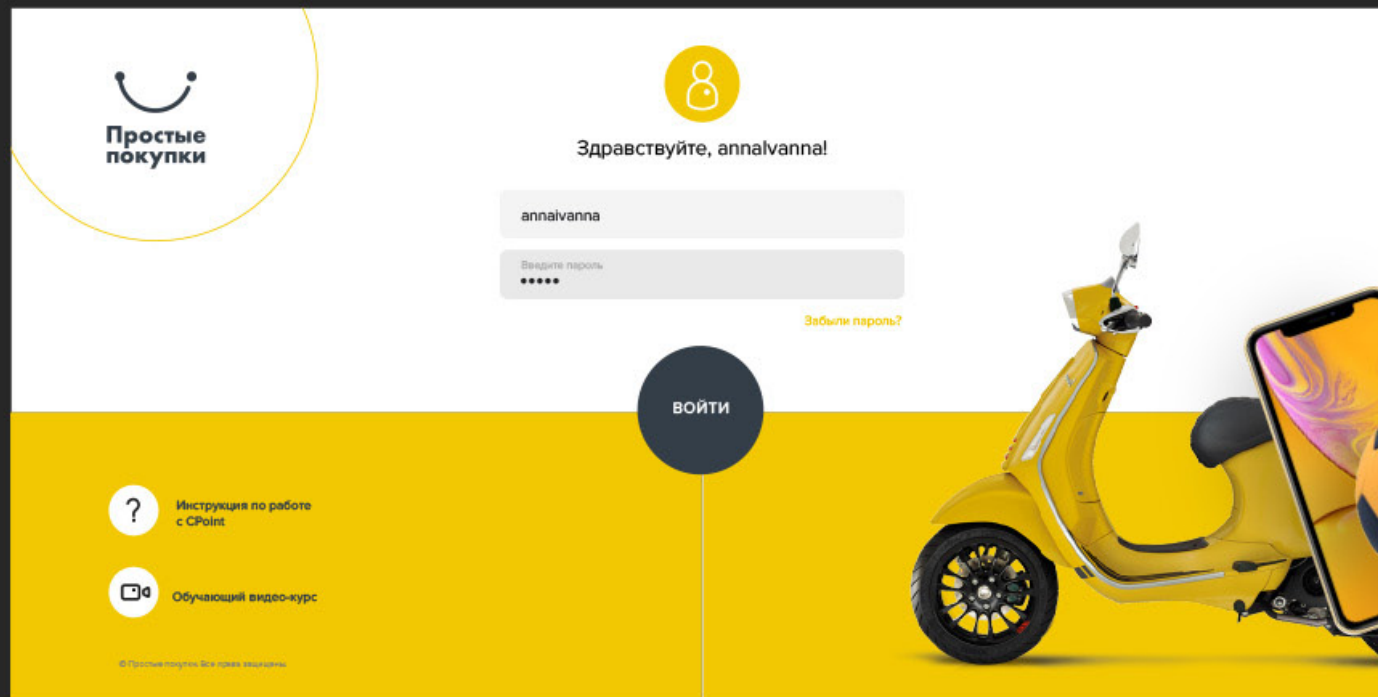 Простые
покупки
Здравствуйте, annaIvanna!
annaivanna
Введите пароль
•••••
Забыли пароль?
ВОЙТИ
?
Инструкция по работе
с CPoint
Обучающий видео-курс
© Простые покупки. Все права защищены